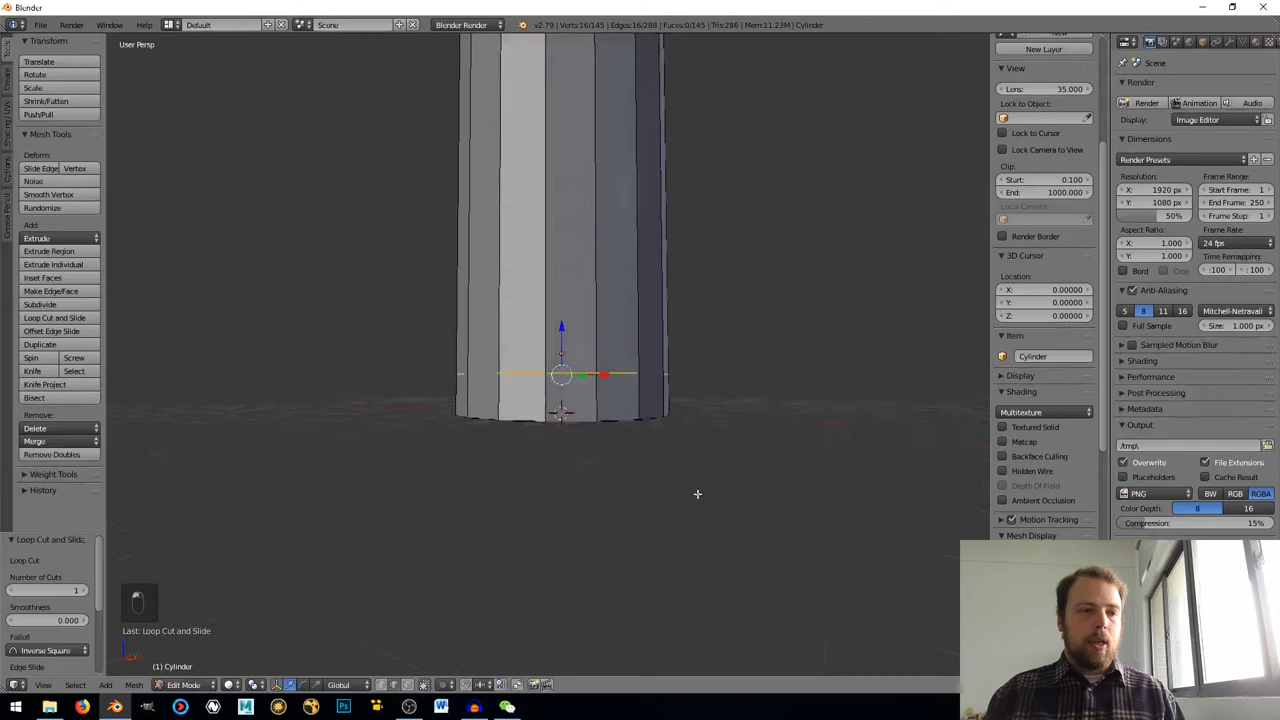 Blender
File Render Window Help Default Scene Blender Render v2.79 | Verts:16/145 | Edges:16/288 | Faces:0/145 | Tris:286 | Mem:11.23M | Cylinder
User Persp
Transform
Translate
Rotate
Scale
Shrink/Fatten
Push/Pull
Mesh Tools
Deform:
Slide Edge Vertex
Noise
Smooth Vertex
Randomize
Add:
Extrude
Extrude Region
Extrude Individual
Inset Faces
Make Edge/Face
Subdivide
Loop Cut and Slide
Offset Edge Slide
Duplicate
Spin Screw
Knife Select
Knife Project
Bisect
Remove:
Delete
Merge
Remove Doubles
Weight Tools
History
Loop Cut and Slide
Loop Cut
Number of Cuts
1
Smoothness
0.000
Falloff
Inverse Square
Edge Slide
Tools
Create
Shading / UVs
Options
Grease Pencil
Last: Loop Cut and Slide
(1) Cylinder
View Select Add Mesh Edit Mode Global
New Layer
View
Lens: 35.000
Lock to Object:
Lock to Cursor
Lock Camera to View
Clip:
Start: 0.100
End: 1000.000
Local Camera:
Render Border
3D Cursor
Location:
X: 0.00000
Y: 0.00000
Z: 0.00000
Item
Cylinder
Display
Shading
Multitexture
Textured Solid
Matcap
Backface Culling
Hidden Wire
Depth Of Field
Ambient Occlusion
Motion Tracking
Mesh Display
Scene
Render
Render Animation Audio
Display: Image Editor
Dimensions
Render Presets
Resolution: Frame Range:
X: 1920 px Start Frame: 1
Y: 1080 px End Frame: 250
50% Frame Step: 1
Aspect Ratio: Frame Rate:
X: 1.000 24 fps
Y: 1.000 Time Remapping:
Bord Crop :100 :100
Anti-Aliasing
5 8 11 16 Mitchell-Netravali
Full Sample Size: 1.000 px
Sampled Motion Blur
Shading
Performance
Post Processing
Metadata
Output
/tmp\
Overwrite File Extensions
Placeholders Cache Result
PNG BW RGB RGBA
Color Depth: 8 16
Compression: 15%